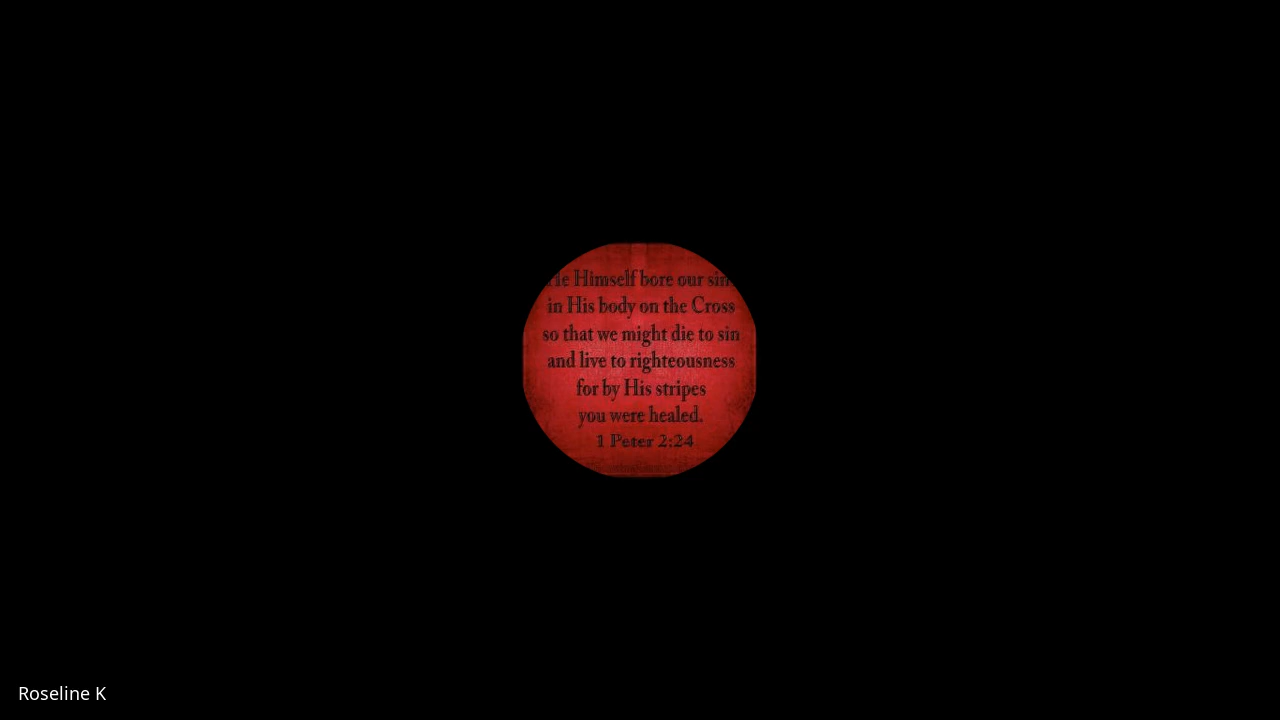 He Himself bore our sin
in His body on the Cross
so that we might die to sin
and live to righteousness
for by His stripes
you were healed.
1 Peter 2:24
Roseline K